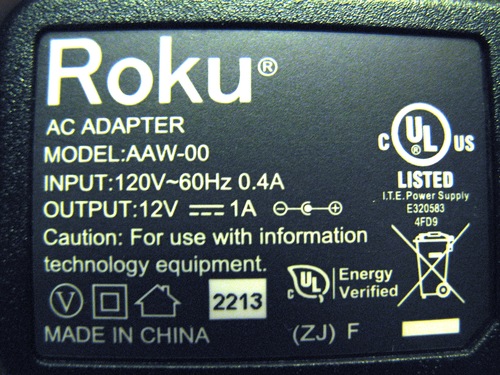 Roku®
AC ADAPTER
MODEL:AAW-00
INPUT:120V~60Hz 0.4A
OUTPUT:12V ⎓ 1A
Caution: For use with information
technology equipment.
c UL ® US
LISTED
I.T.E. Power Supply
E320583
4FD9
V
2213
c UL
Energy
Verified
MADE IN CHINA
(ZJ) F